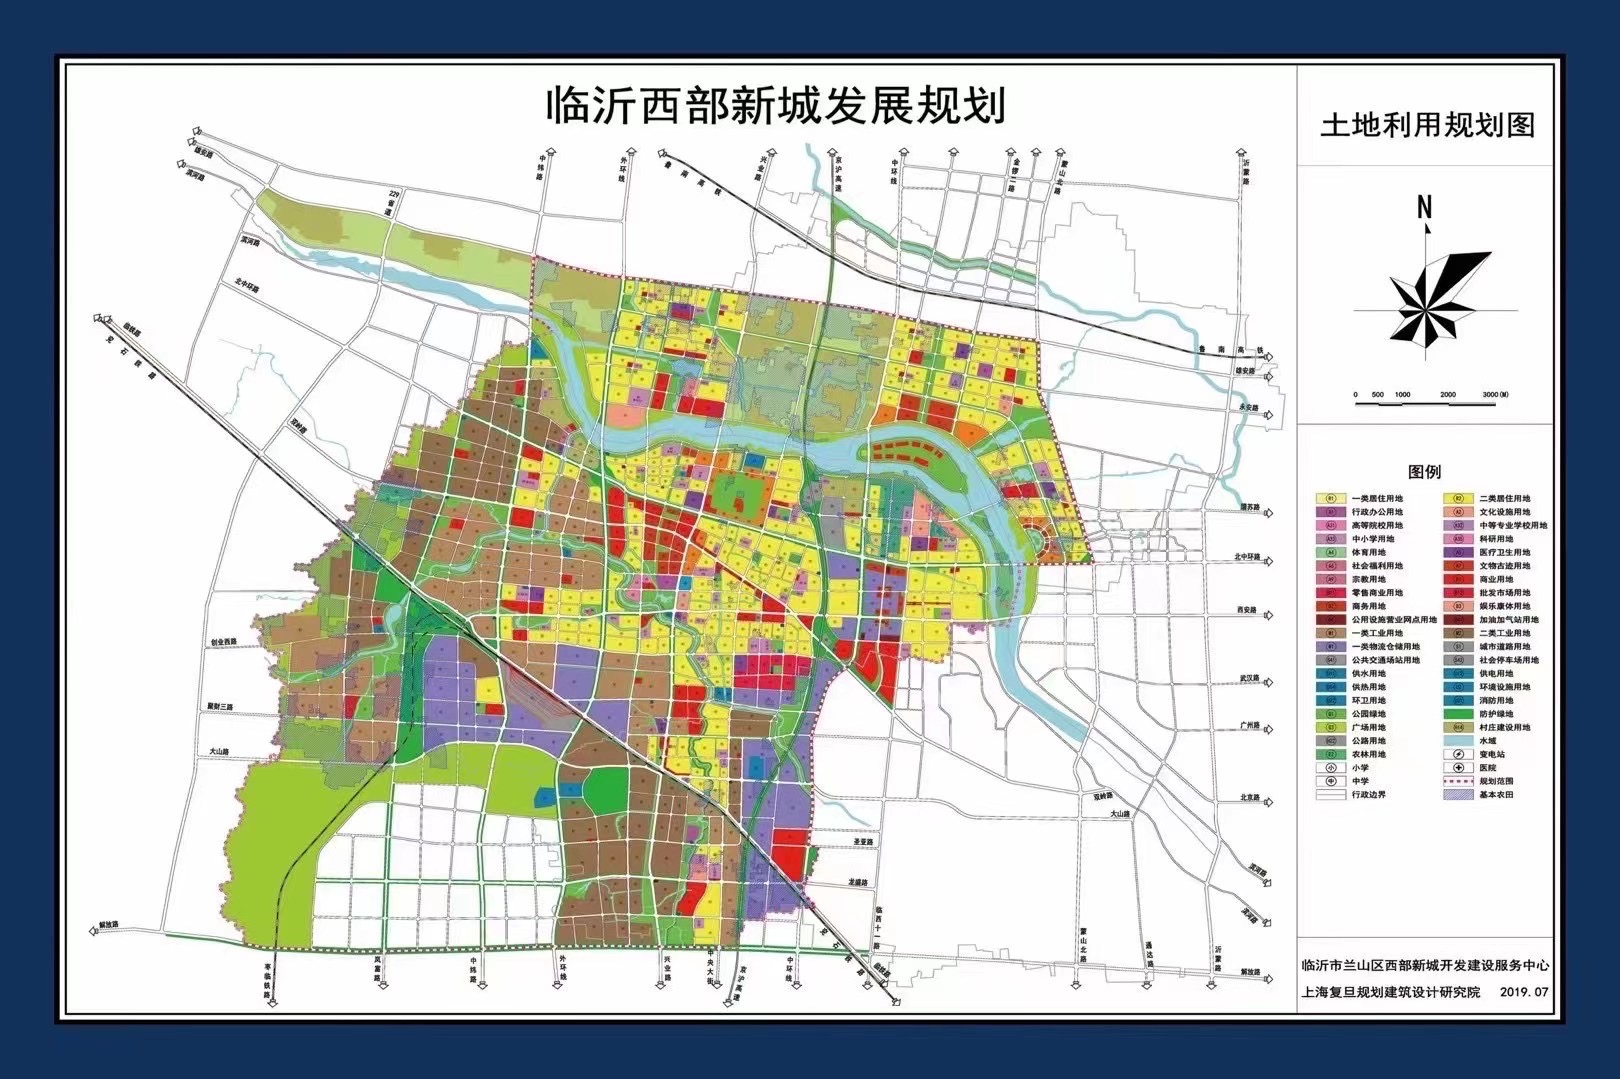 临沂西部新城发展规划
土地利用规划图
N
0 500 1000 2000 3000(M)
雄安路
滨河路
229省道
中纬路
外环线
鲁南高铁
兴业路
京沪高速
中环线
金锣二路
蒙山北路
沂蒙路
滨河路
北中环路
临铁路
兖石铁路
双岭路
鲁南高铁
雄安路
永安路
北中环路
西安路
武汉路
广州路
北京路
创业西路
聚财三路
大山路
双岭路
大山路
圣亚路
龙盛路
滨河路
滨河路
临西十一路
解放路
枣临铁路
凤凰路
中纬路
外环线
兴业路
中央大街
京沪高速
中环线
兖石铁路
临铁路
蒙山北路
通达路
沂蒙路
解放路
图例
一类居住用地 二类居住用地
行政办公用地 文化设施用地
高等院校用地 中等专业学校用地
中小学用地 科研用地
体育用地 医疗卫生用地
社会福利用地 文物古迹用地
宗教用地 商业用地
零售商业用地 批发市场用地
商务用地 娱乐康体用地
公用设施营业网点用地 加油加气站用地
一类工业用地 二类工业用地
一类物流仓储用地 城市道路用地
公共交通场站用地 社会停车场用地
供水用地 供电用地
供热用地 环境设施用地
环卫用地 消防用地
公园绿地 防护绿地
广场用地 村庄建设用地
公路用地 水域
农林用地 变电站
小学 医院
中学 规划范围
行政边界 基本农田
临沂市兰山区西部新城开发建设服务中心
上海复旦规划建筑设计研究院 2019.07